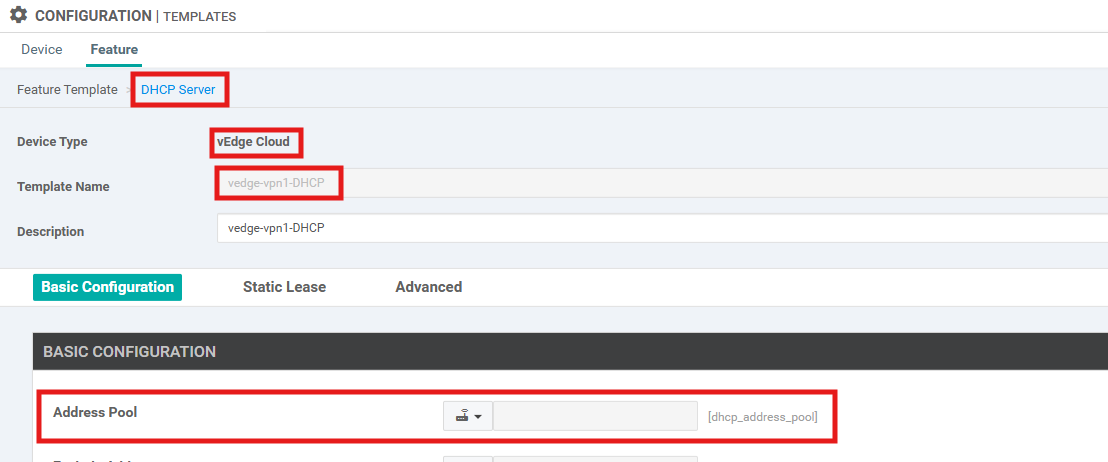 CONFIGURATION | TEMPLATES
Device Feature
Feature Template > DHCP Server
Device Type vEdge Cloud
Template Name vedge-vpn1-DHCP
Description vedge-vpn1-DHCP
Basic Configuration Static Lease Advanced
BASIC CONFIGURATION
Address Pool [dhcp_address_pool]